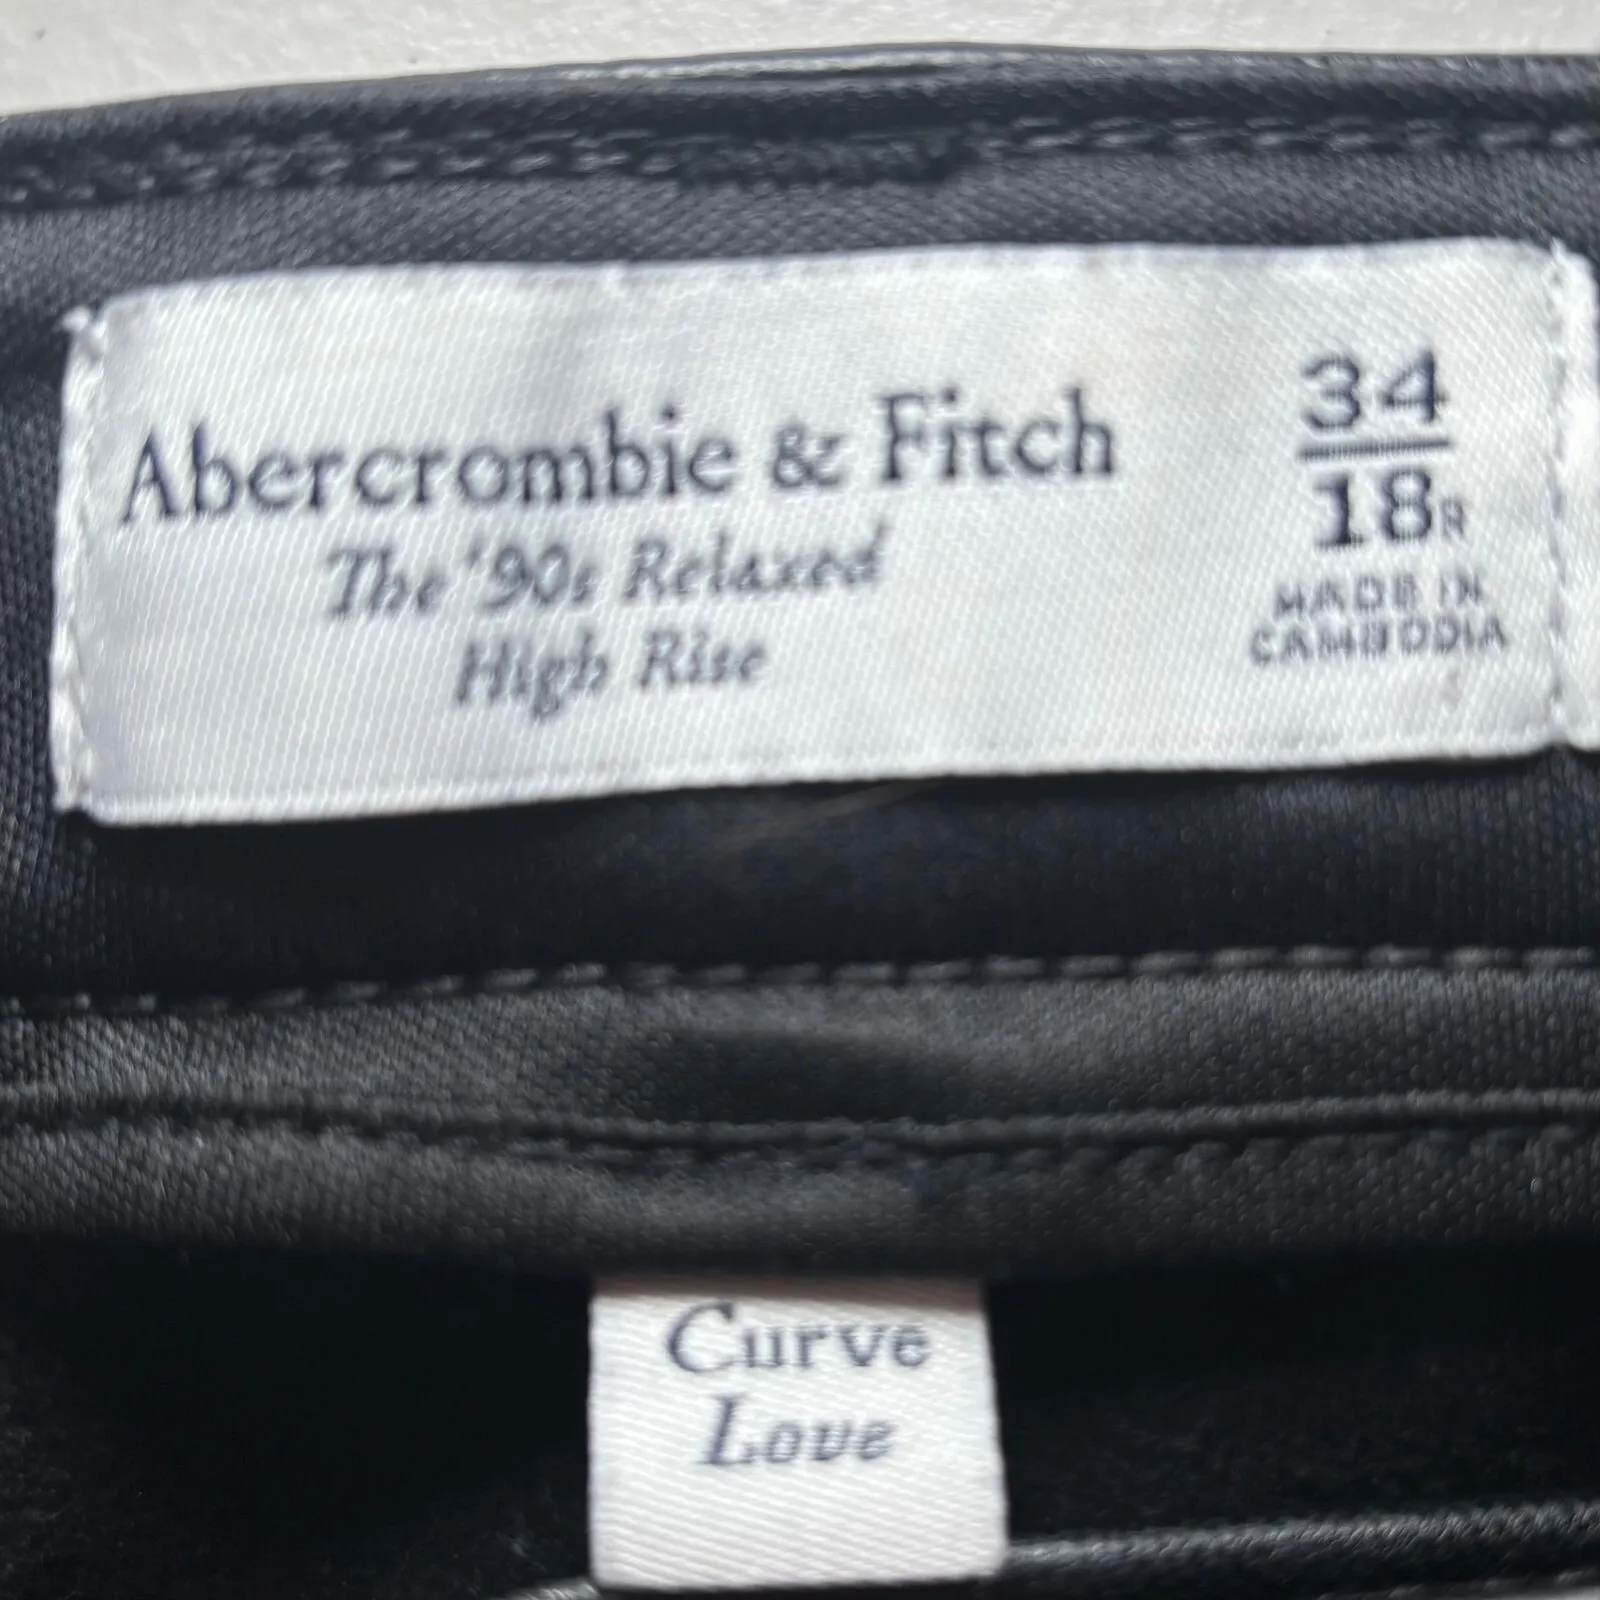 Abercrombie & Fitch
The '90s Relaxed
High Rise
34
18R
MADE IN
CAMBODIA
Curve
Love